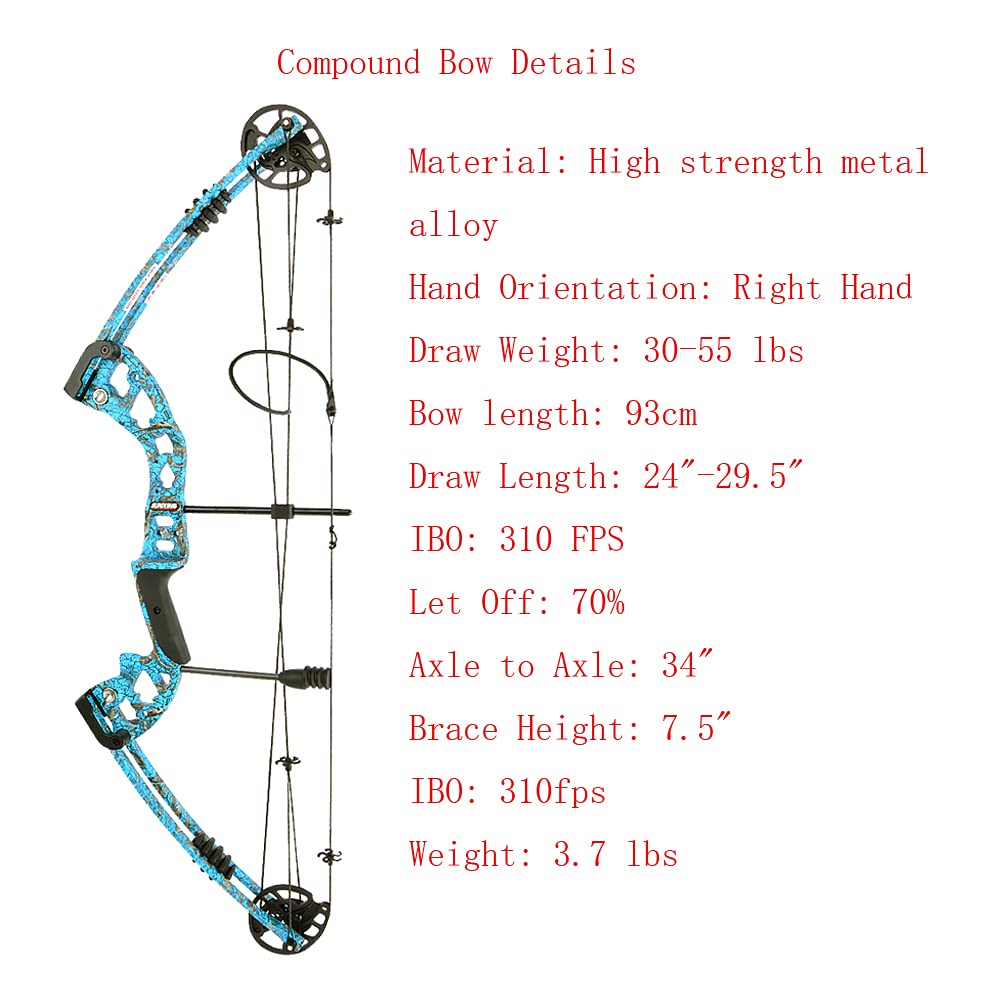 Compound Bow Details
Material: High strength metal
alloy
Hand Orientation: Right Hand
Draw Weight: 30-55 lbs
Bow length: 93cm
Draw Length: 24"-29.5"
IBO: 310 FPS
Let Off: 70%
Axle to Axle: 34"
Brace Height: 7.5"
IBO: 310fps
Weight: 3.7 lbs